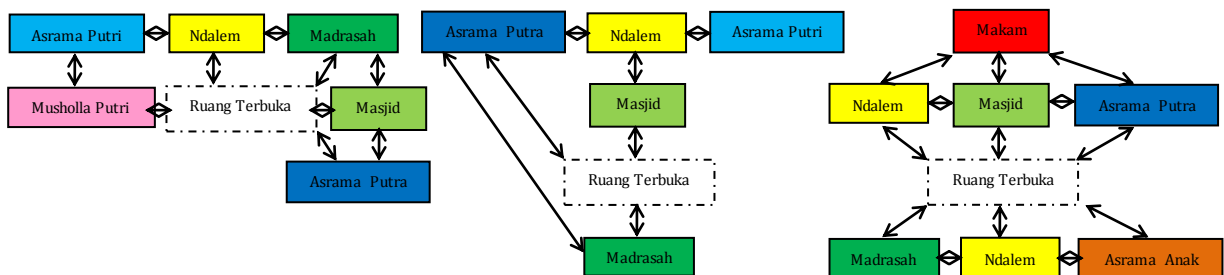 Asrama Putri
Ndalem
Madrasah
Musholla Putri
Ruang Terbuka
Masjid
Asrama Putra
Asrama Putra
Ndalem
Asrama Putri
Masjid
Ruang Terbuka
Madrasah
Makam
Ndalem
Masjid
Asrama Putra
Ruang Terbuka
Madrasah
Ndalem
Asrama Anak